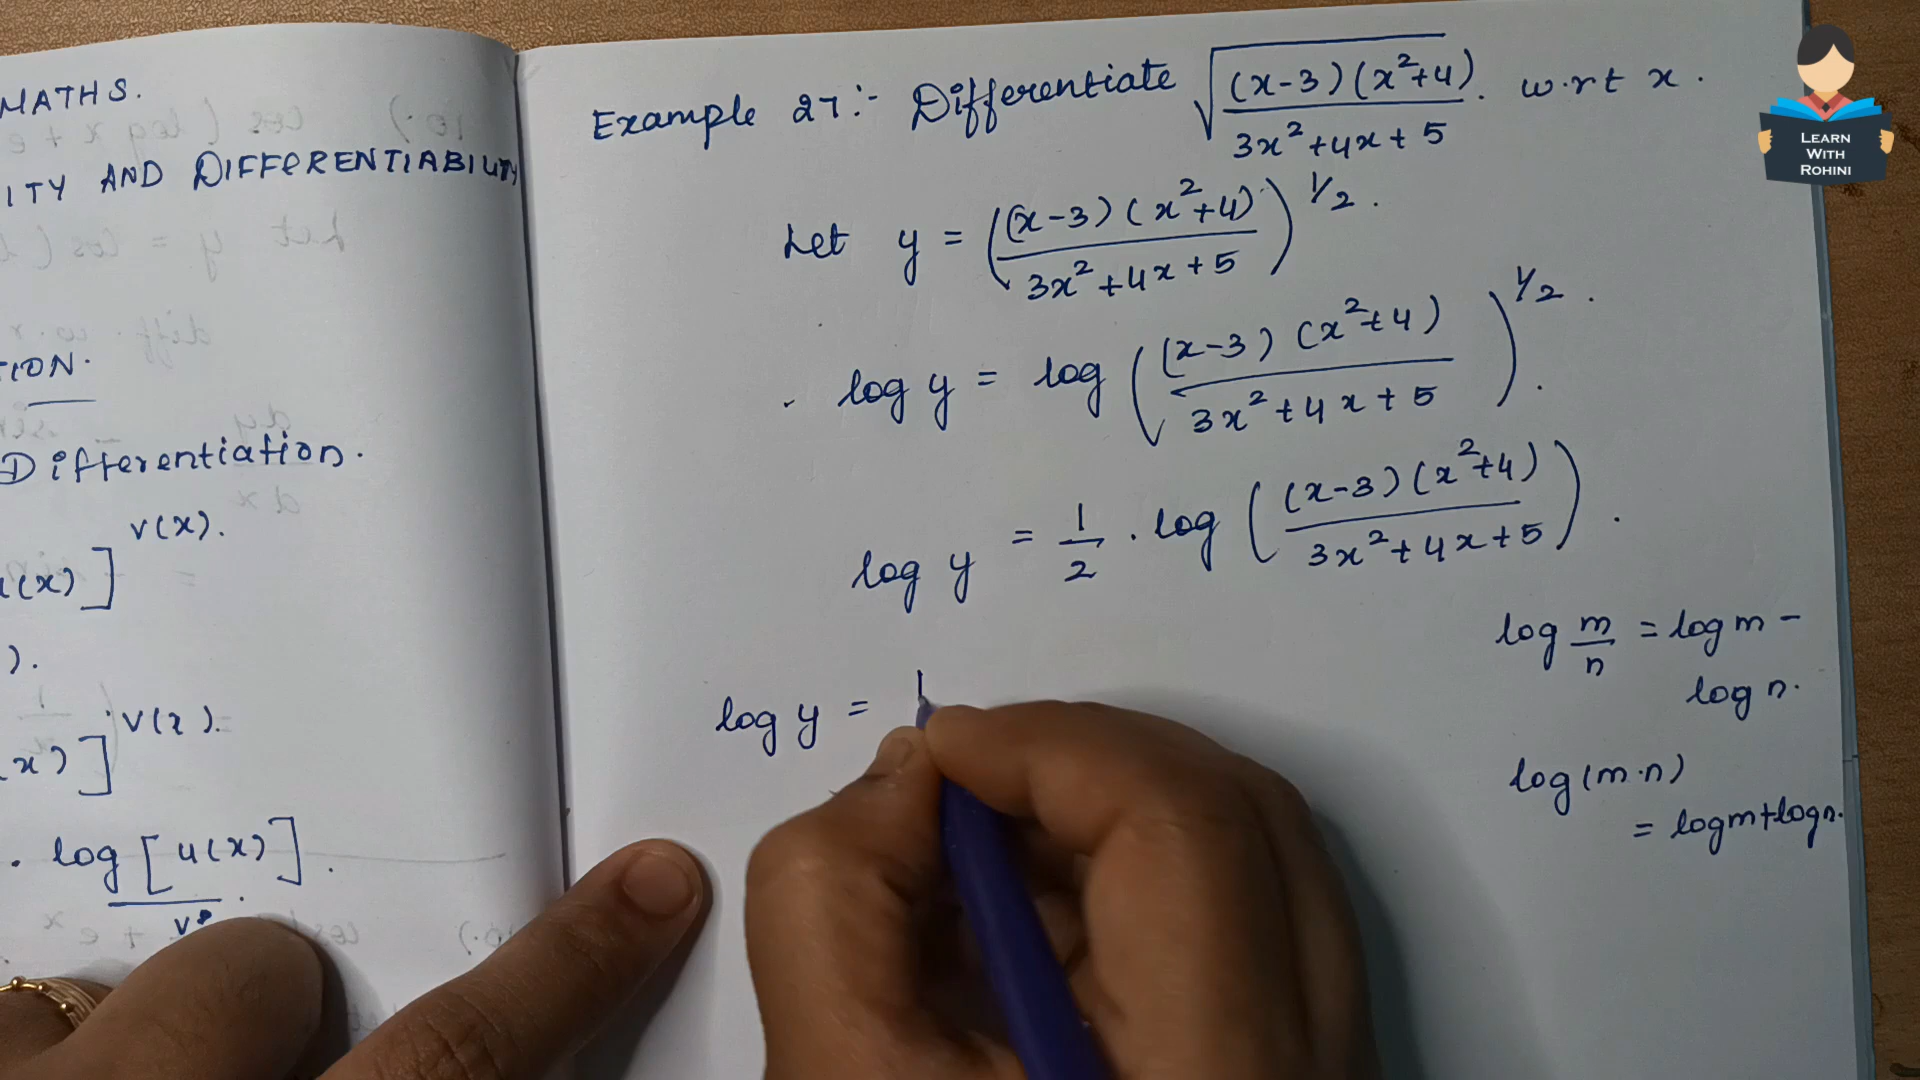 MATHS.
ITY AND DIFFERENTIABILITY
TION.
Differentiation.
u(x)] v(x).
).
x)] v(x).
. log [u(x)].
Example 27:- Differentiate √((x-3)(x²+4)/(3x²+4x+5)). w.r.t x.
Let y = ((x-3)(x²+4)/(3x²+4x+5))^1/2.
log y = log ((x-3)(x²+4)/(3x²+4x+5))^1/2.
log y = 1/2 . log ((x-3)(x²+4)/(3x²+4x+5)).
log m/n = log m -
log n.
log y = 1
log(m.n)
= logm+logn.
LEARN
WITH
ROHINI